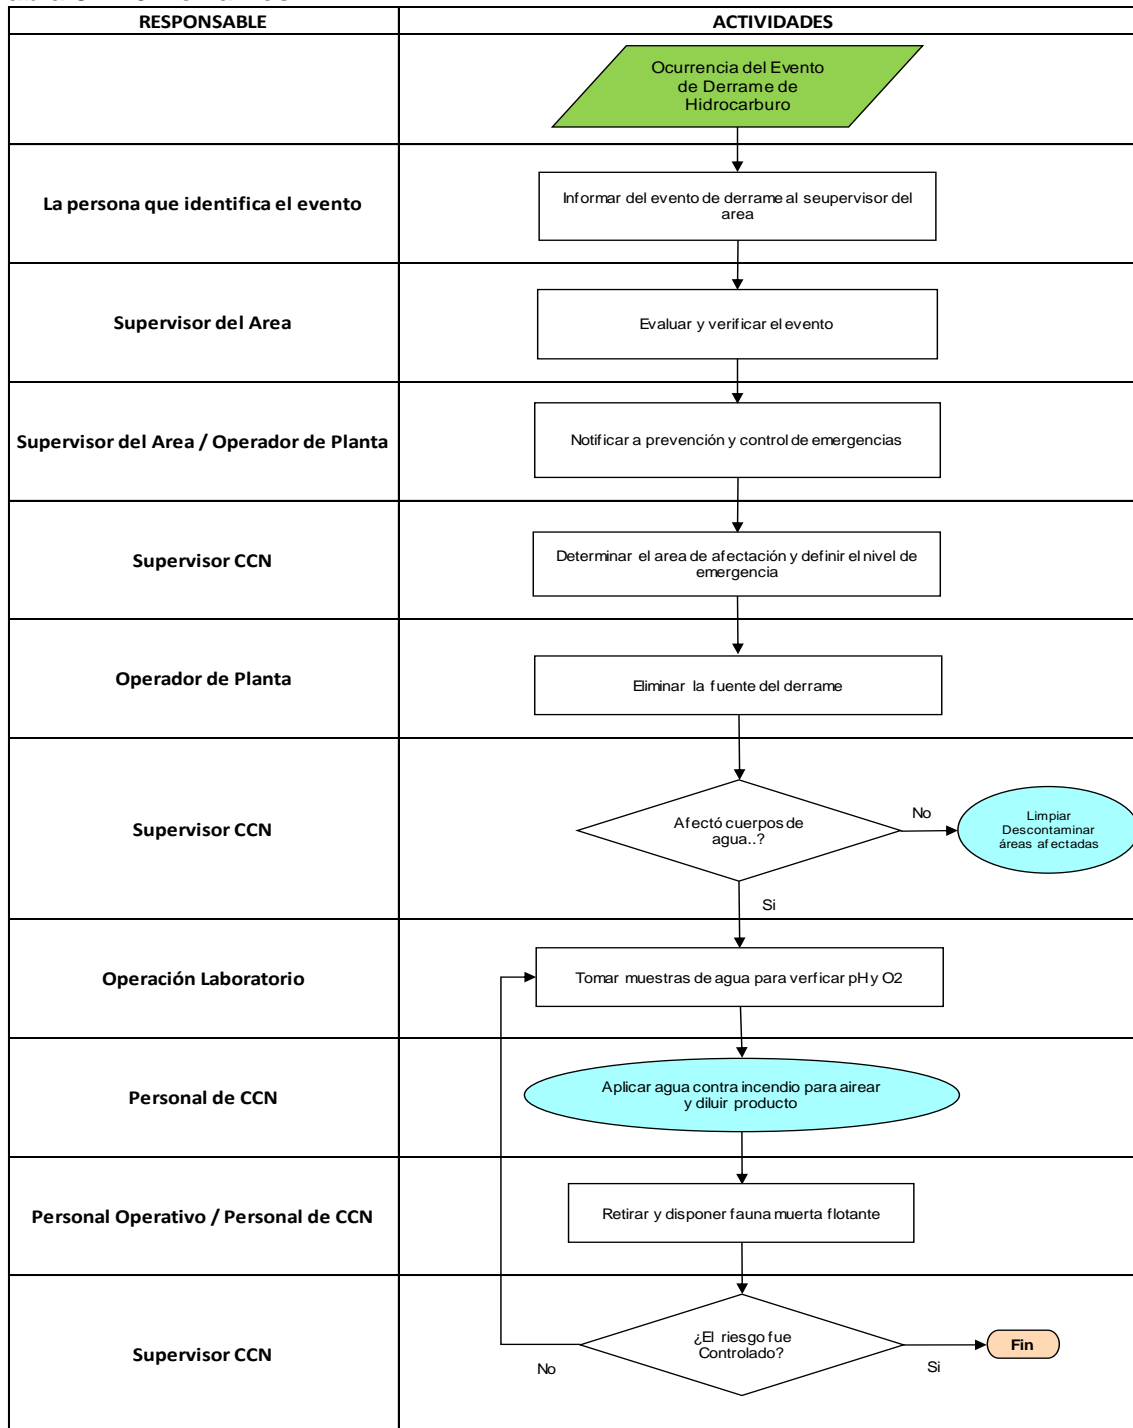 RESPONSABLE
ACTIVIDADES
Ocurrencia del Evento
de Derrame de
Hidrocarburo
La persona que identifica el evento
Informar del evento de derrame al seupervisor del
area
Supervisor del Area
Evaluar y verificar el evento
Supervisor del Area / Operador de Planta
Notificar a prevención y control de emergencias
Supervisor CCN
Determinar el area de afectación y definir el nivel de
emergencia
Operador de Planta
Eliminar la fuente del derrame
Supervisor CCN
Afectó cuerpos de
agua..?
No
Limpiar
Descontaminar
áreas afectadas
Si
Operación Laboratorio
Tomar muestras de agua para verficar pH y O2
Personal de CCN
Aplicar agua contra incendio para airear
y diluir producto
Personal Operativo / Personal de CCN
Retirar y disponer fauna muerta flotante
Supervisor CCN
¿El riesgo fue
Controlado?
No
Si
Fin